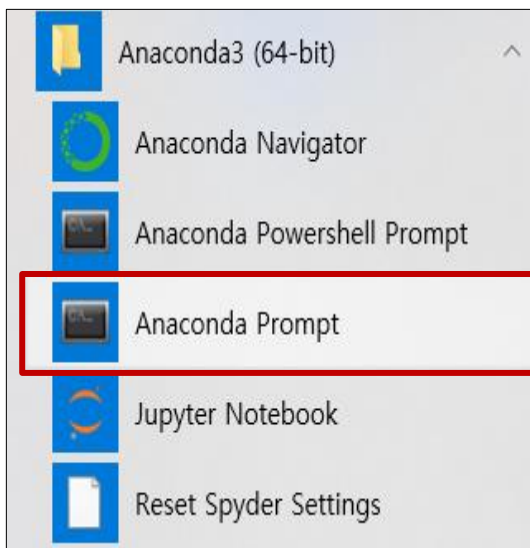 Anaconda3 (64-bit)
Anaconda Navigator
Anaconda Powershell Prompt
Anaconda Prompt
Jupyter Notebook
Reset Spyder Settings